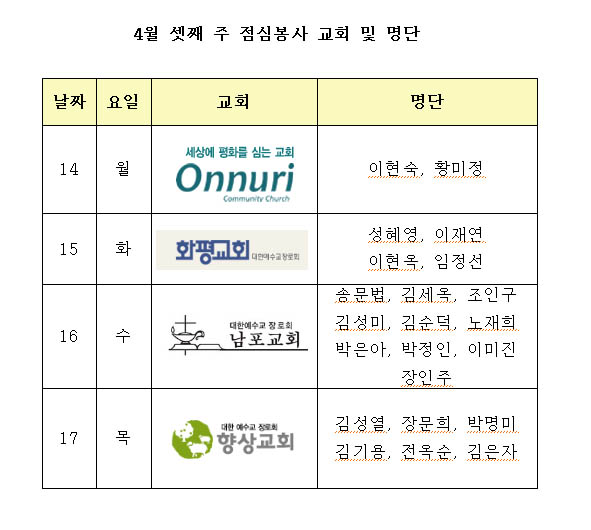 4월 셋째 주 점심봉사 교회 및 명단
날짜 요일 교회 명단
14 월 세상에 평화를 심는 교회 Onnuri Community Church 이현숙, 황미정
15 화 화평교회 대한예수교장로회 성혜영, 이재연
이현옥, 임정선
16 수 대한예수교 장로회 남포교회 송문법, 김세옥, 조인구
김성미, 김순덕, 노재희
박은아, 박정인, 이미진
장인주
17 목 대한 예수교 장로회 향상교회 김성열, 장문희, 박명미
김기용, 전옥순, 김은자